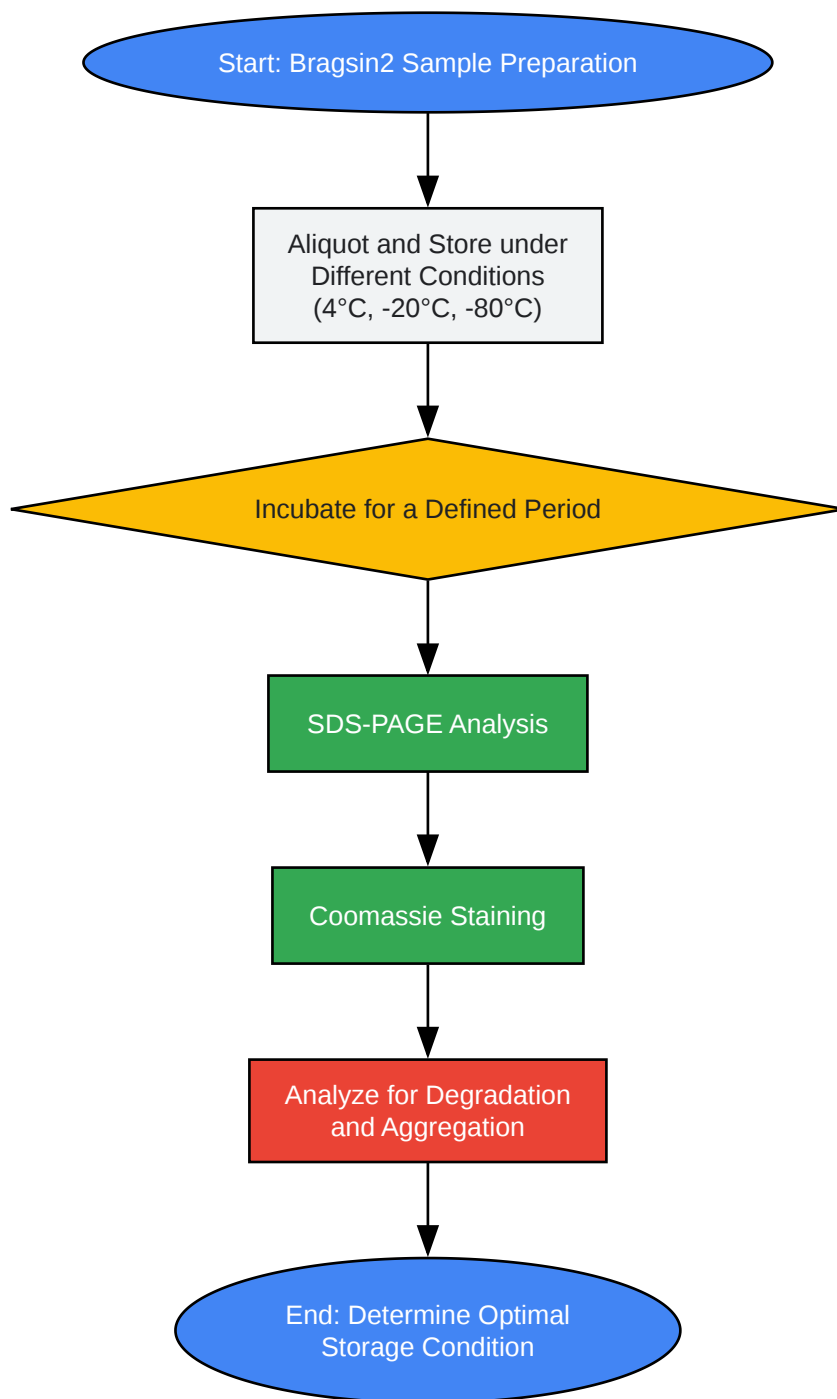 Start: Bragsin2 Sample Preparation
Aliquot and Store under
Different Conditions
(4°C, -20°C, -80°C)
Incubate for a Defined Period
SDS-PAGE Analysis
Coomassie Staining
Analyze for Degradation
and Aggregation
End: Determine Optimal
Storage Condition